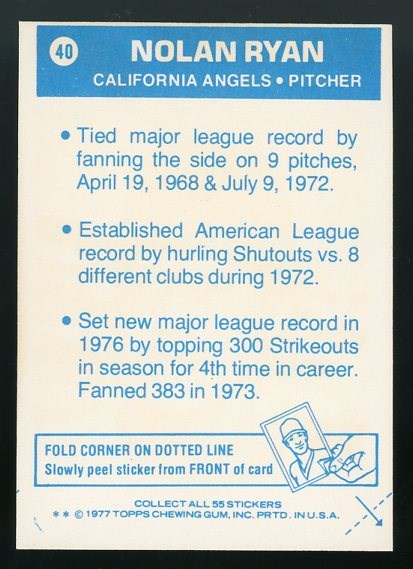 40
NOLAN RYAN
CALIFORNIA ANGELS • PITCHER
• Tied major league record by
fanning the side on 9 pitches,
April 19, 1968 & July 9, 1972.
• Established American League
record by hurling Shutouts vs. 8
different clubs during 1972.
• Set new major league record in
1976 by topping 300 Strikeouts
in season for 4th time in career.
Fanned 383 in 1973.
FOLD CORNER ON DOTTED LINE
Slowly peel sticker from FRONT of card
COLLECT ALL 55 STICKERS
** © 1977 TOPPS CHEWING GUM, INC. PRTD. IN U.S.A.